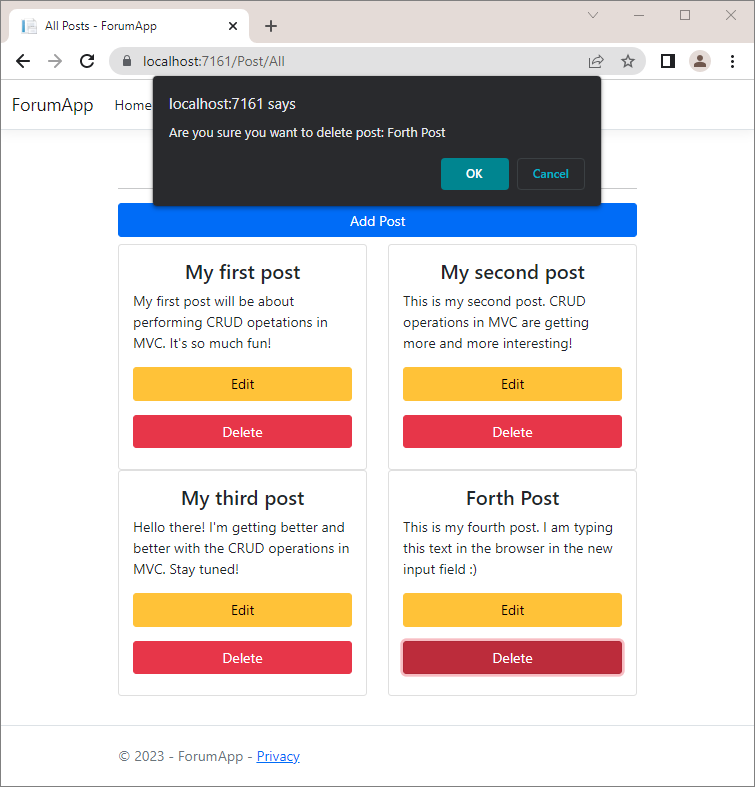 All Posts - ForumApp
localhost:7161/Post/All
ForumApp Home
localhost:7161 says
Are you sure you want to delete post: Forth Post
OK Cancel
Add Post
My first post
My first post will be about
performing CRUD opetations in
MVC. It's so much fun!
Edit
Delete
My second post
This is my second post. CRUD
operations in MVC are getting
more and more interesting!
Edit
Delete
My third post
Hello there! I'm getting better and
better with the CRUD operations in
MVC. Stay tuned!
Edit
Delete
Forth Post
This is my fourth post. I am typing
this text in the browser in the new
input field :)
Edit
Delete
© 2023 - ForumApp - Privacy